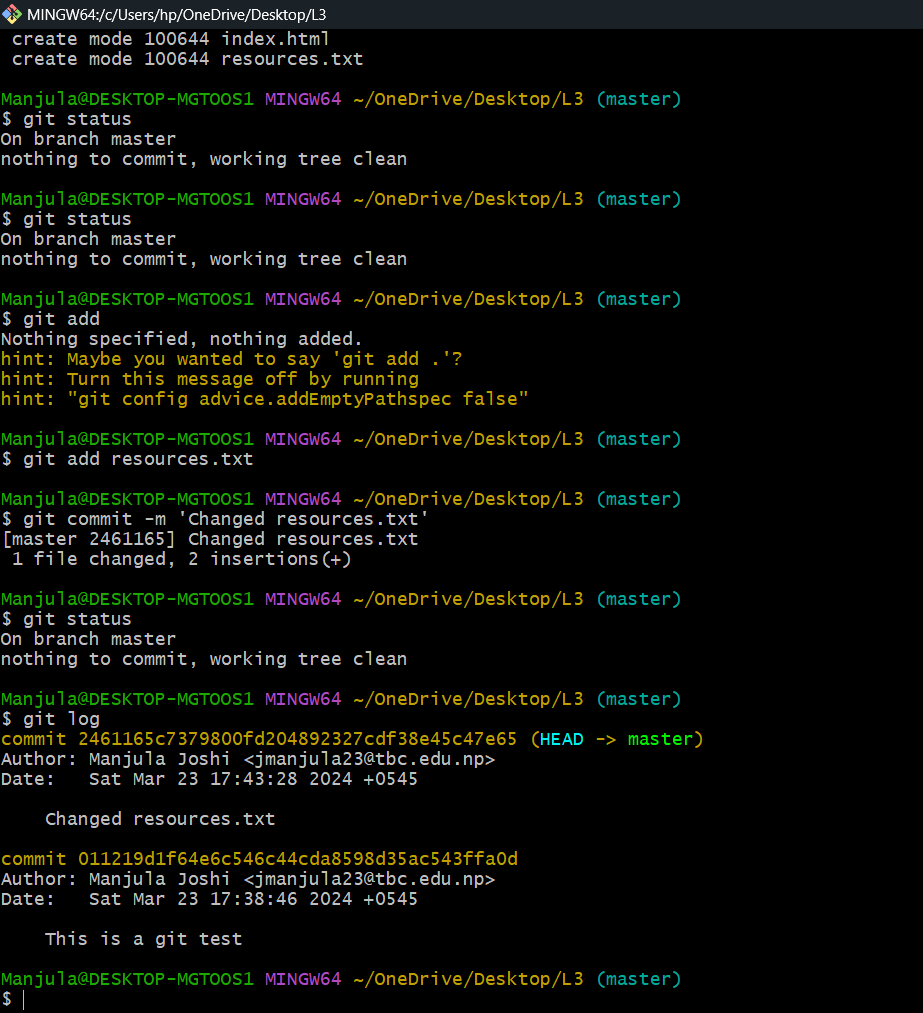 MINGW64:/c/Users/hp/OneDrive/Desktop/L3
create mode 100644 index.html
create mode 100644 resources.txt
Manjula@DESKTOP-MGTOOS1 MINGW64 ~/OneDrive/Desktop/L3 (master)
$ git status
On branch master
nothing to commit, working tree clean
Manjula@DESKTOP-MGTOOS1 MINGW64 ~/OneDrive/Desktop/L3 (master)
$ git status
On branch master
nothing to commit, working tree clean
Manjula@DESKTOP-MGTOOS1 MINGW64 ~/OneDrive/Desktop/L3 (master)
$ git add
Nothing specified, nothing added.
hint: Maybe you wanted to say 'git add .'?
hint: Turn this message off by running
hint: "git config advice.addEmptyPathspec false"
Manjula@DESKTOP-MGTOOS1 MINGW64 ~/OneDrive/Desktop/L3 (master)
$ git add resources.txt
Manjula@DESKTOP-MGTOOS1 MINGW64 ~/OneDrive/Desktop/L3 (master)
$ git commit -m 'Changed resources.txt'
[master 2461165] Changed resources.txt
1 file changed, 2 insertions(+)
Manjula@DESKTOP-MGTOOS1 MINGW64 ~/OneDrive/Desktop/L3 (master)
$ git status
On branch master
nothing to commit, working tree clean
Manjula@DESKTOP-MGTOOS1 MINGW64 ~/OneDrive/Desktop/L3 (master)
$ git log
commit 2461165c7379800fd204892327cdf38e45c47e65 (HEAD -> master)
Author: Manjula Joshi <jmanjula23@tbc.edu.np>
Date:   Sat Mar 23 17:43:28 2024 +0545
Changed resources.txt
commit 011219d1f64e6c546c44cda8598d35ac543ffa0d
Author: Manjula Joshi <jmanjula23@tbc.edu.np>
Date:   Sat Mar 23 17:38:46 2024 +0545
This is a git test
Manjula@DESKTOP-MGTOOS1 MINGW64 ~/OneDrive/Desktop/L3 (master)
$